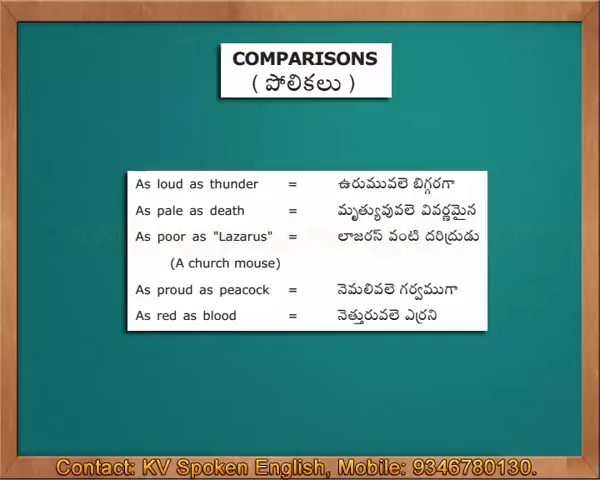 COMPARISONS
( పోలికలు )
As loud as thunder = ఉరుమువలె బిగ్గరగా
As pale as death = మృత్యువువలె వివర్ణమైన
As poor as "Lazarus" = లాజరస్ వంటి దరిద్రుడు
(A church mouse)
As proud as peacock = నెమలివలె గర్వముగా
As red as blood = నెత్తురువలె ఎర్రని
Contact: KV Spoken English, Mobile: 9346780130.